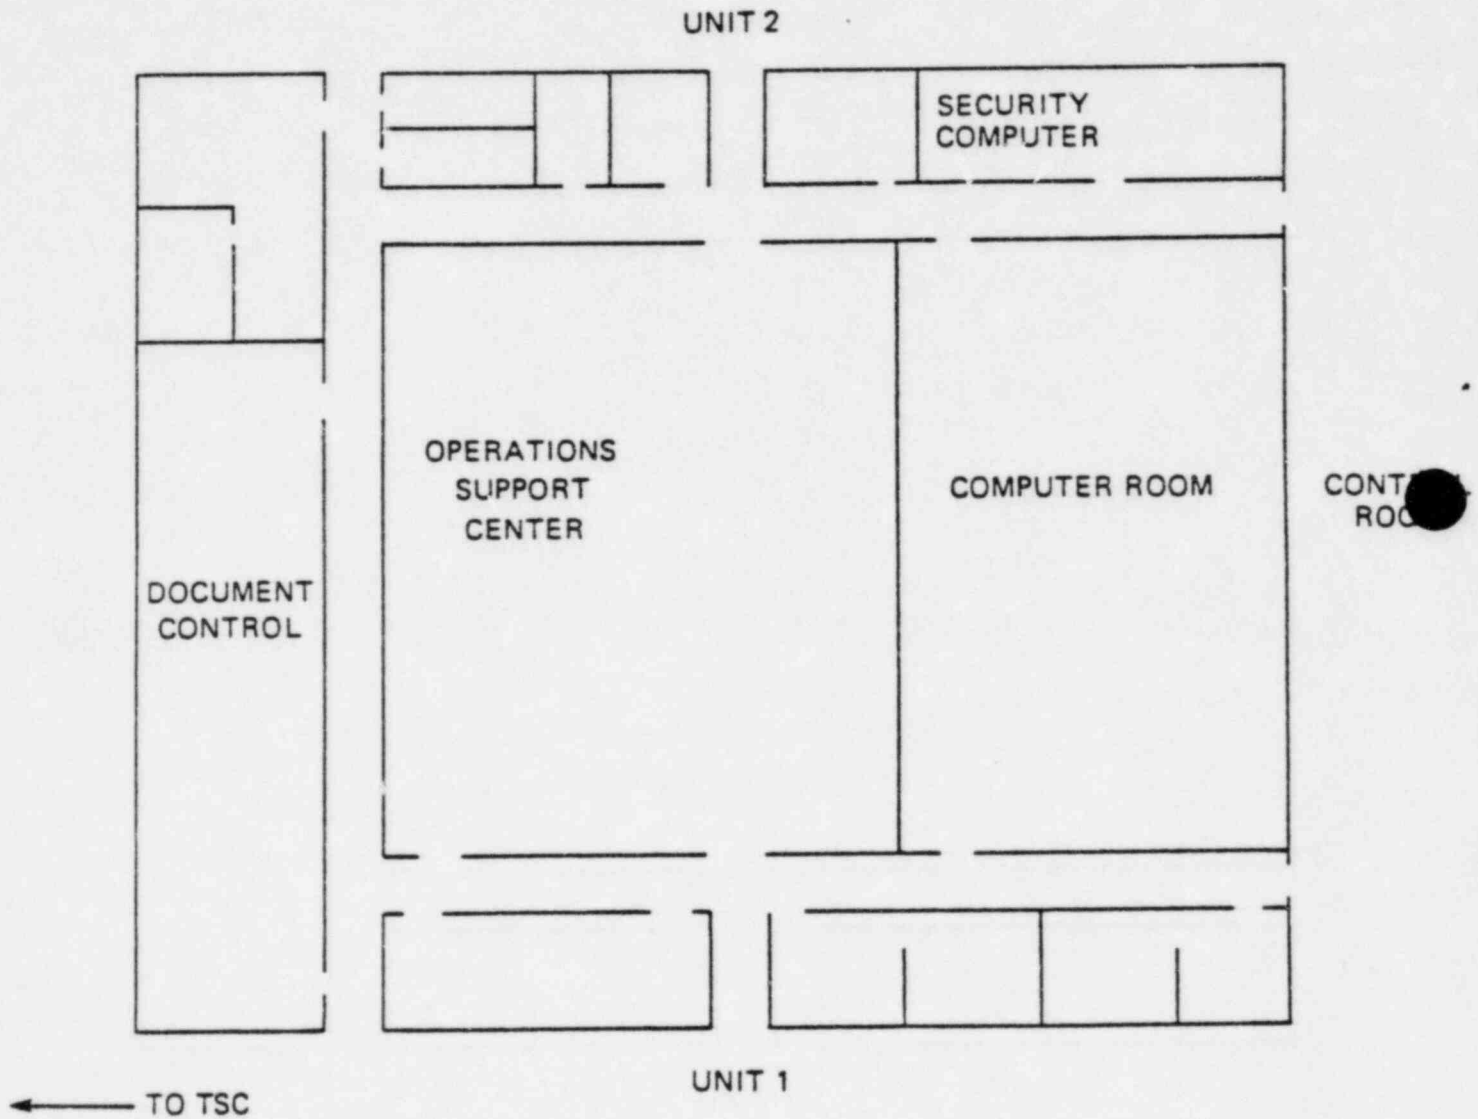 UNIT 2
SECURITY
COMPUTER
OPERATIONS
SUPPORT
CENTER
COMPUTER ROOM
DOCUMENT
CONTROL
UNIT 1
TO TSC